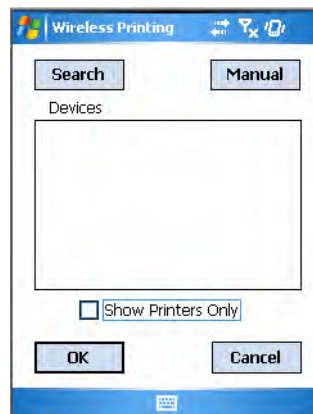 Wireless Printing
Search Manual
Devices
Show Printers Only
OK Cancel